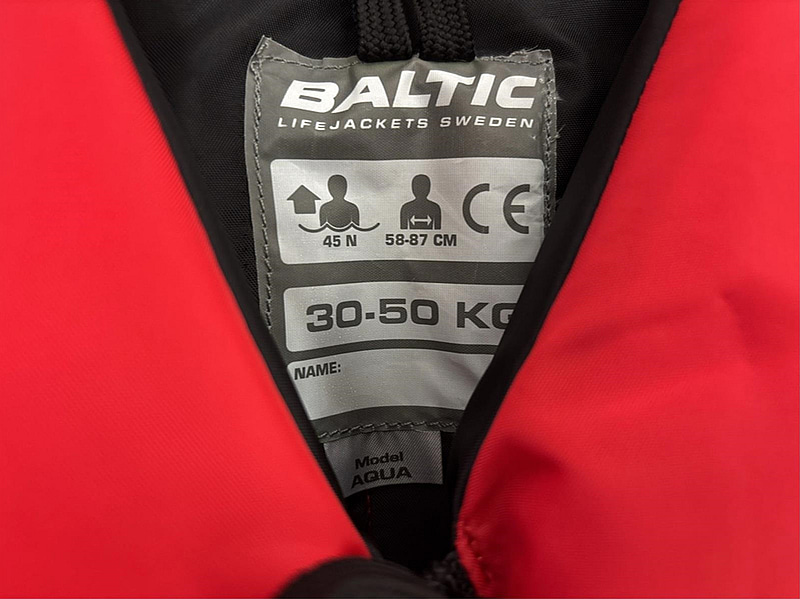 BALTIC
LIFEJACKETS SWEDEN
45 N 58-87 CM CE
30-50 KG
NAME:
Model
AQUA